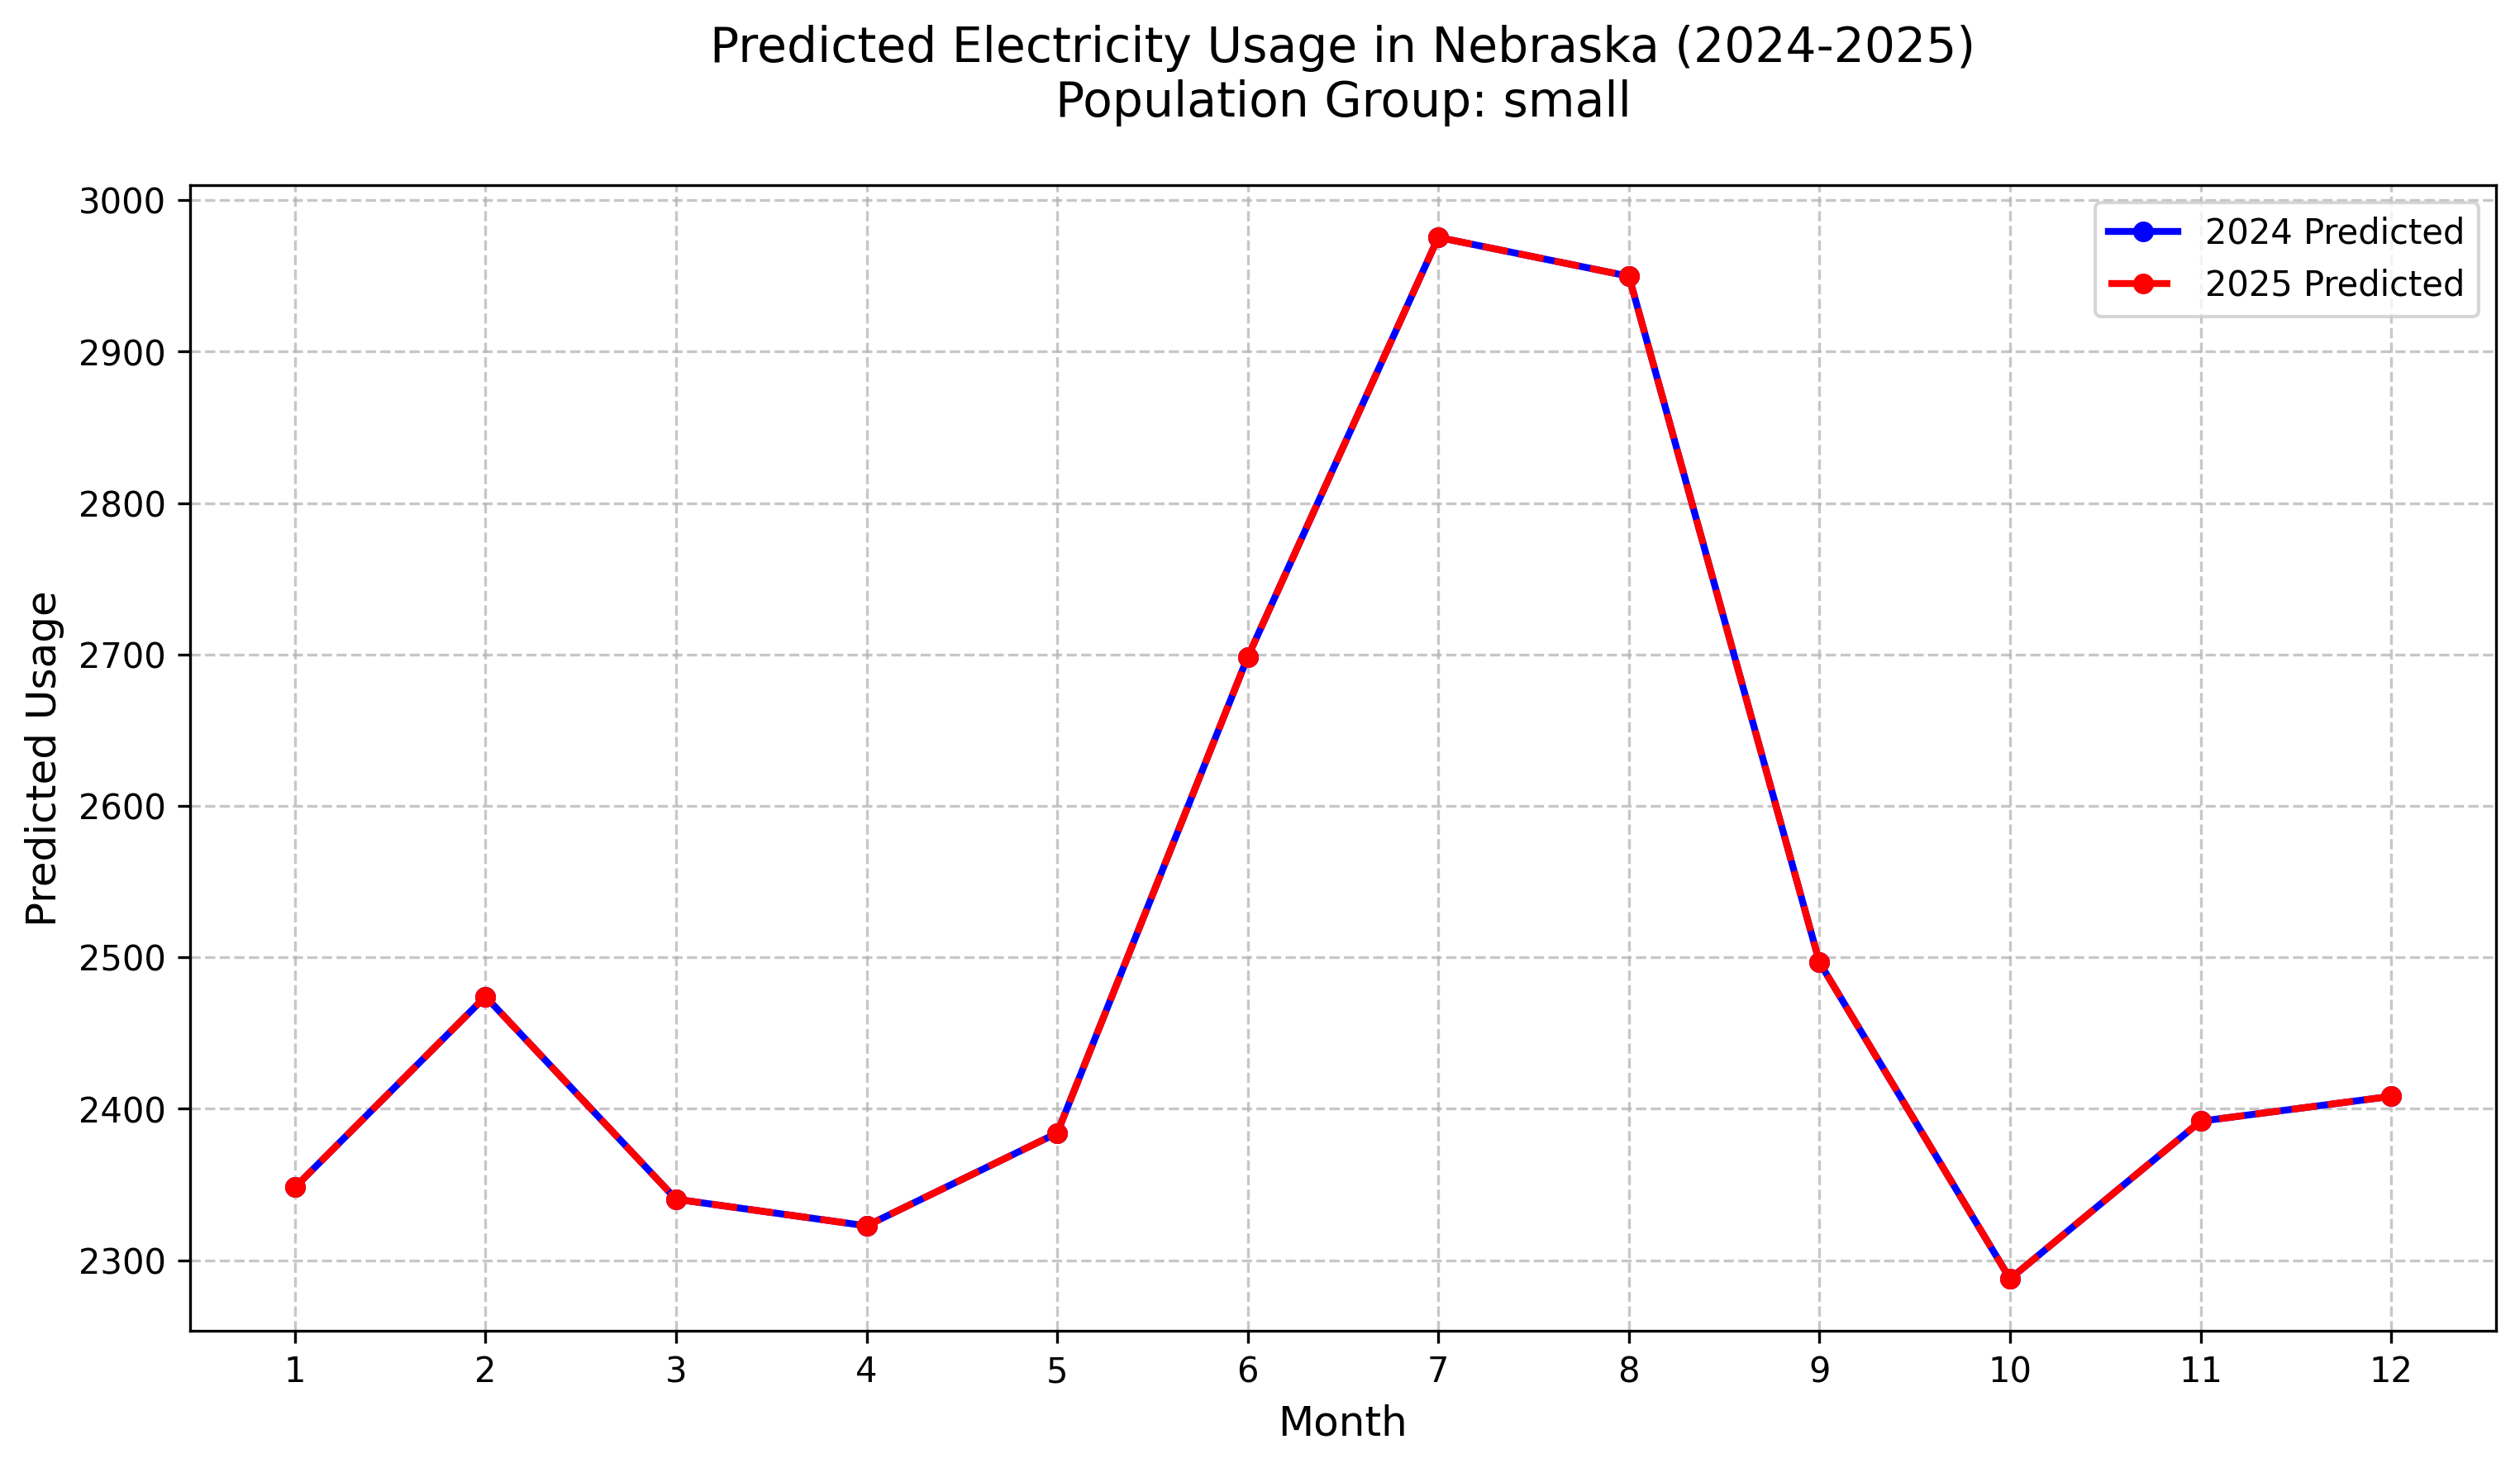 Predicted Electricity Usage in Nebraska (2024-2025)
Population Group: small
3000
2900
2800
2700
2600
2500
2400
2300
Predicted Usage
2024 Predicted
2025 Predicted
1 2 3 4 5 6 7 8 9 10 11 12
Month